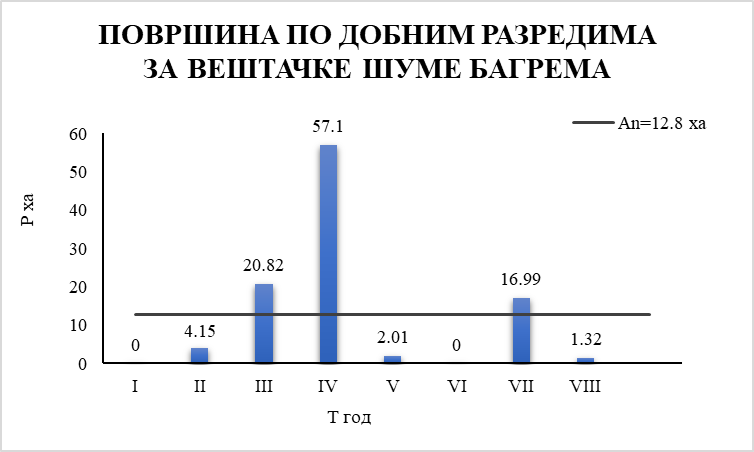 ПОВРШИНА ПО ДОБНИМ РАЗРЕДИМА
ЗА ВЕШТАЧКЕ ШУМЕ БАГРЕМА
An=12.8 ха
Р ха
60
50
40
30
20
10
0
0
4.15
20.82
57.1
2.01
0
16.99
1.32
I
II
III
IV
V
VI
VII
VIII
Т год